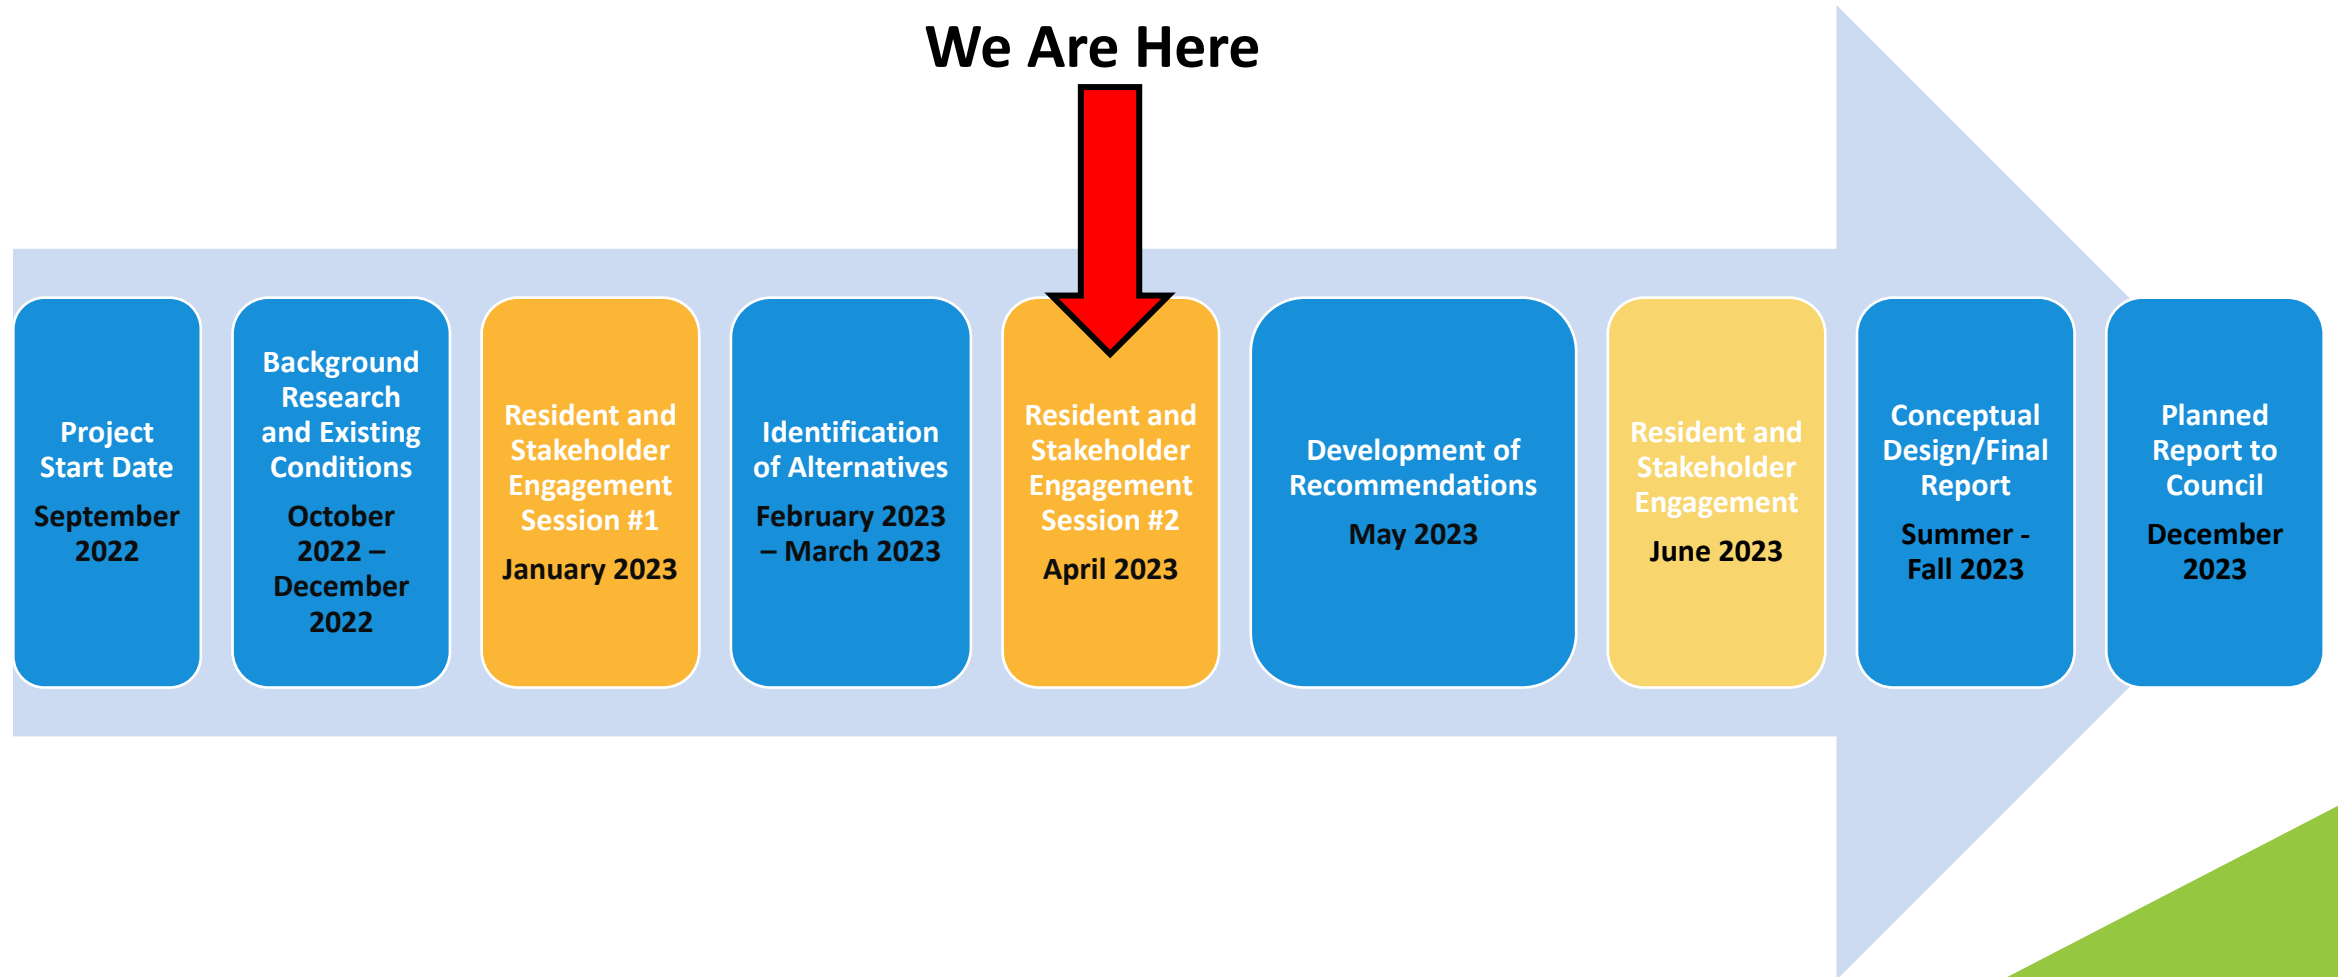 We Are Here
Project
Start Date
September
2022
Background
Research
and Existing
Conditions
October
2022 –
December
2022
Resident and
Stakeholder
Engagement
Session #1
January 2023
Identification
of Alternatives
February 2023
– March 2023
Resident and
Stakeholder
Engagement
Session #2
April 2023
Development of
Recommendations
May 2023
Resident and
Stakeholder
Engagement
June 2023
Conceptual
Design/Final
Report
Summer -
Fall 2023
Planned
Report to
Council
December
2023